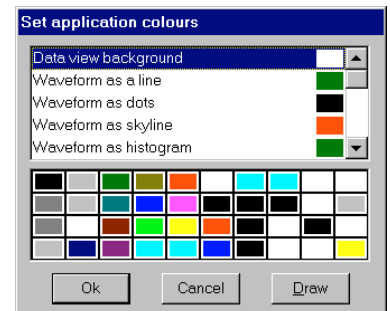 Set application colours
Data view background
Waveform as a line
Waveform as dots
Waveform as skyline
Waveform as histogram
Ok Cancel Draw